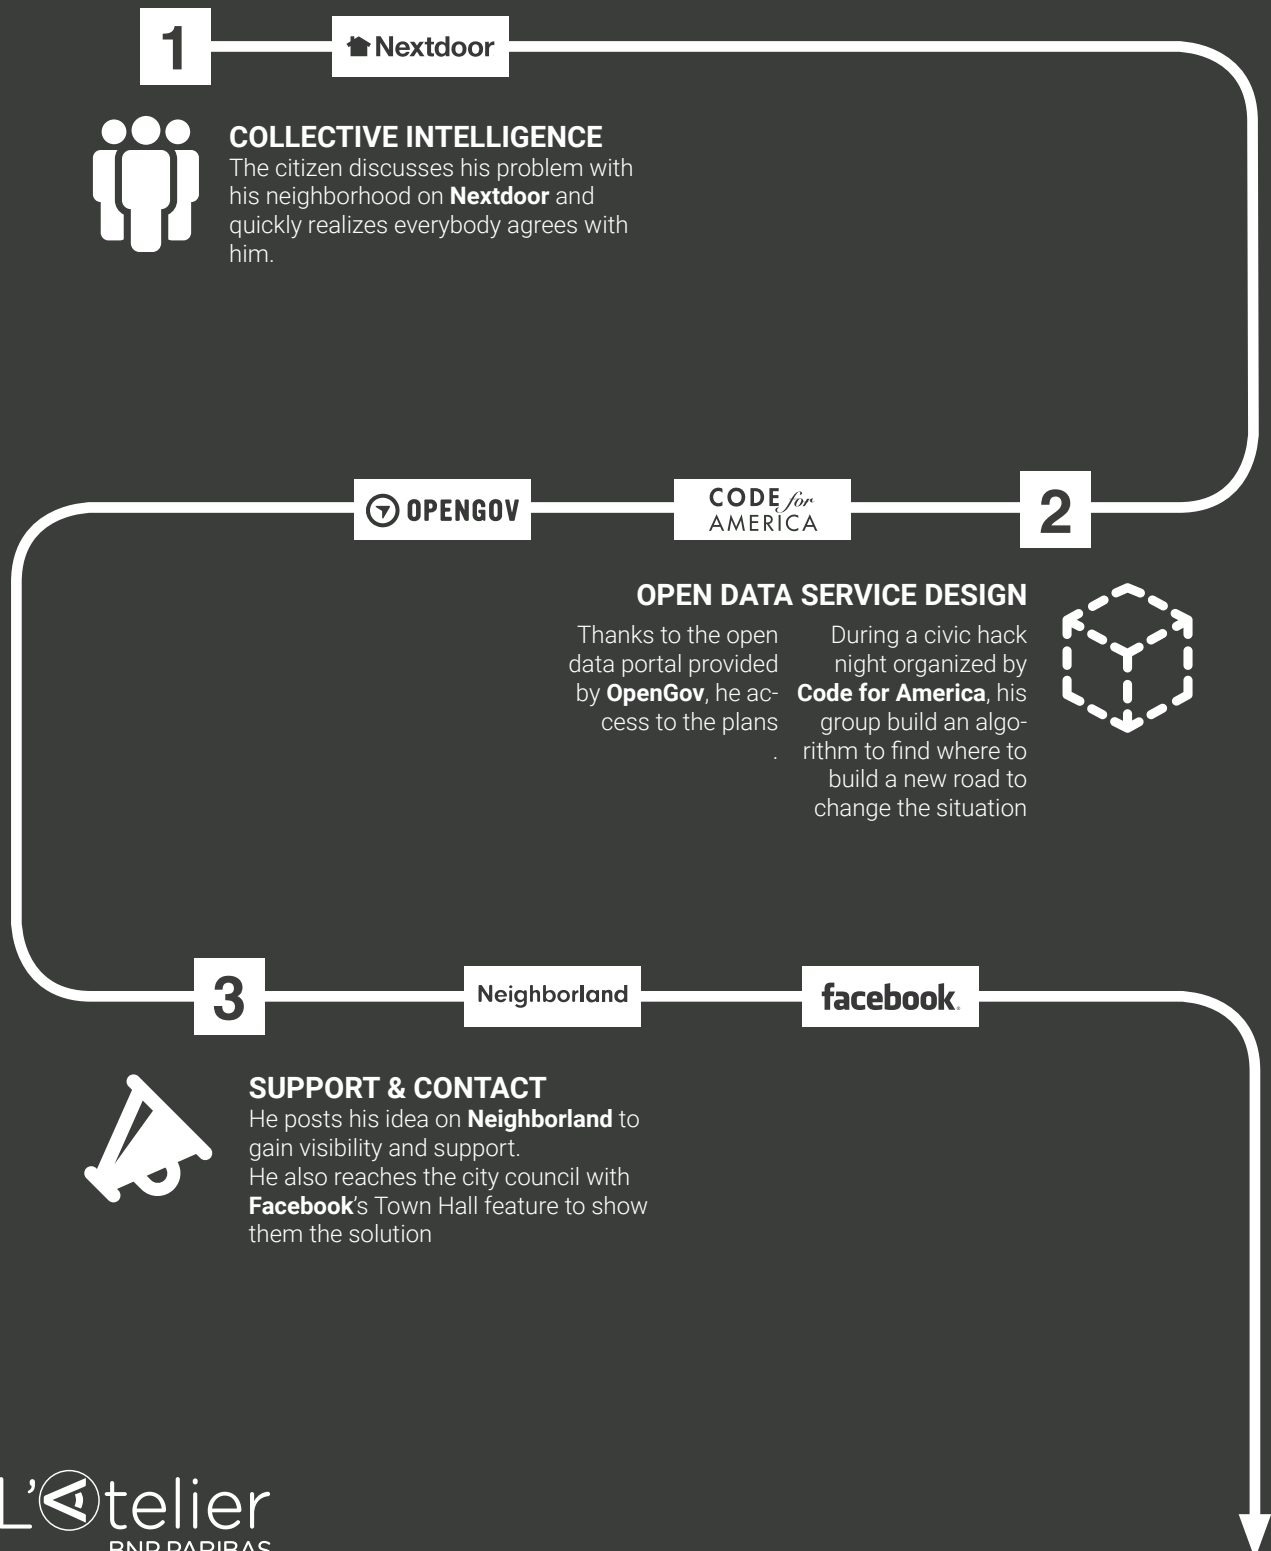 1
Nextdoor
COLLECTIVE INTELLIGENCE
The citizen discusses his problem with
his neighborhood on Nextdoor and
quickly realizes everybody agrees with
him.
OPENGOV
CODE for
AMERICA
2
OPEN DATA SERVICE DESIGN
Thanks to the open
data portal provided
by OpenGov, he ac-
cess to the plans
.
During a civic hack
night organized by
Code for America, his
group build an algo-
rithm to find where to
build a new road to
change the situation
3
Neighborland
facebook
SUPPORT & CONTACT
He posts his idea on Neighborland to
gain visibility and support.
He also reaches the city council with
Facebook's Town Hall feature to show
them the solution
L'Atelier
BNP PARIBAS